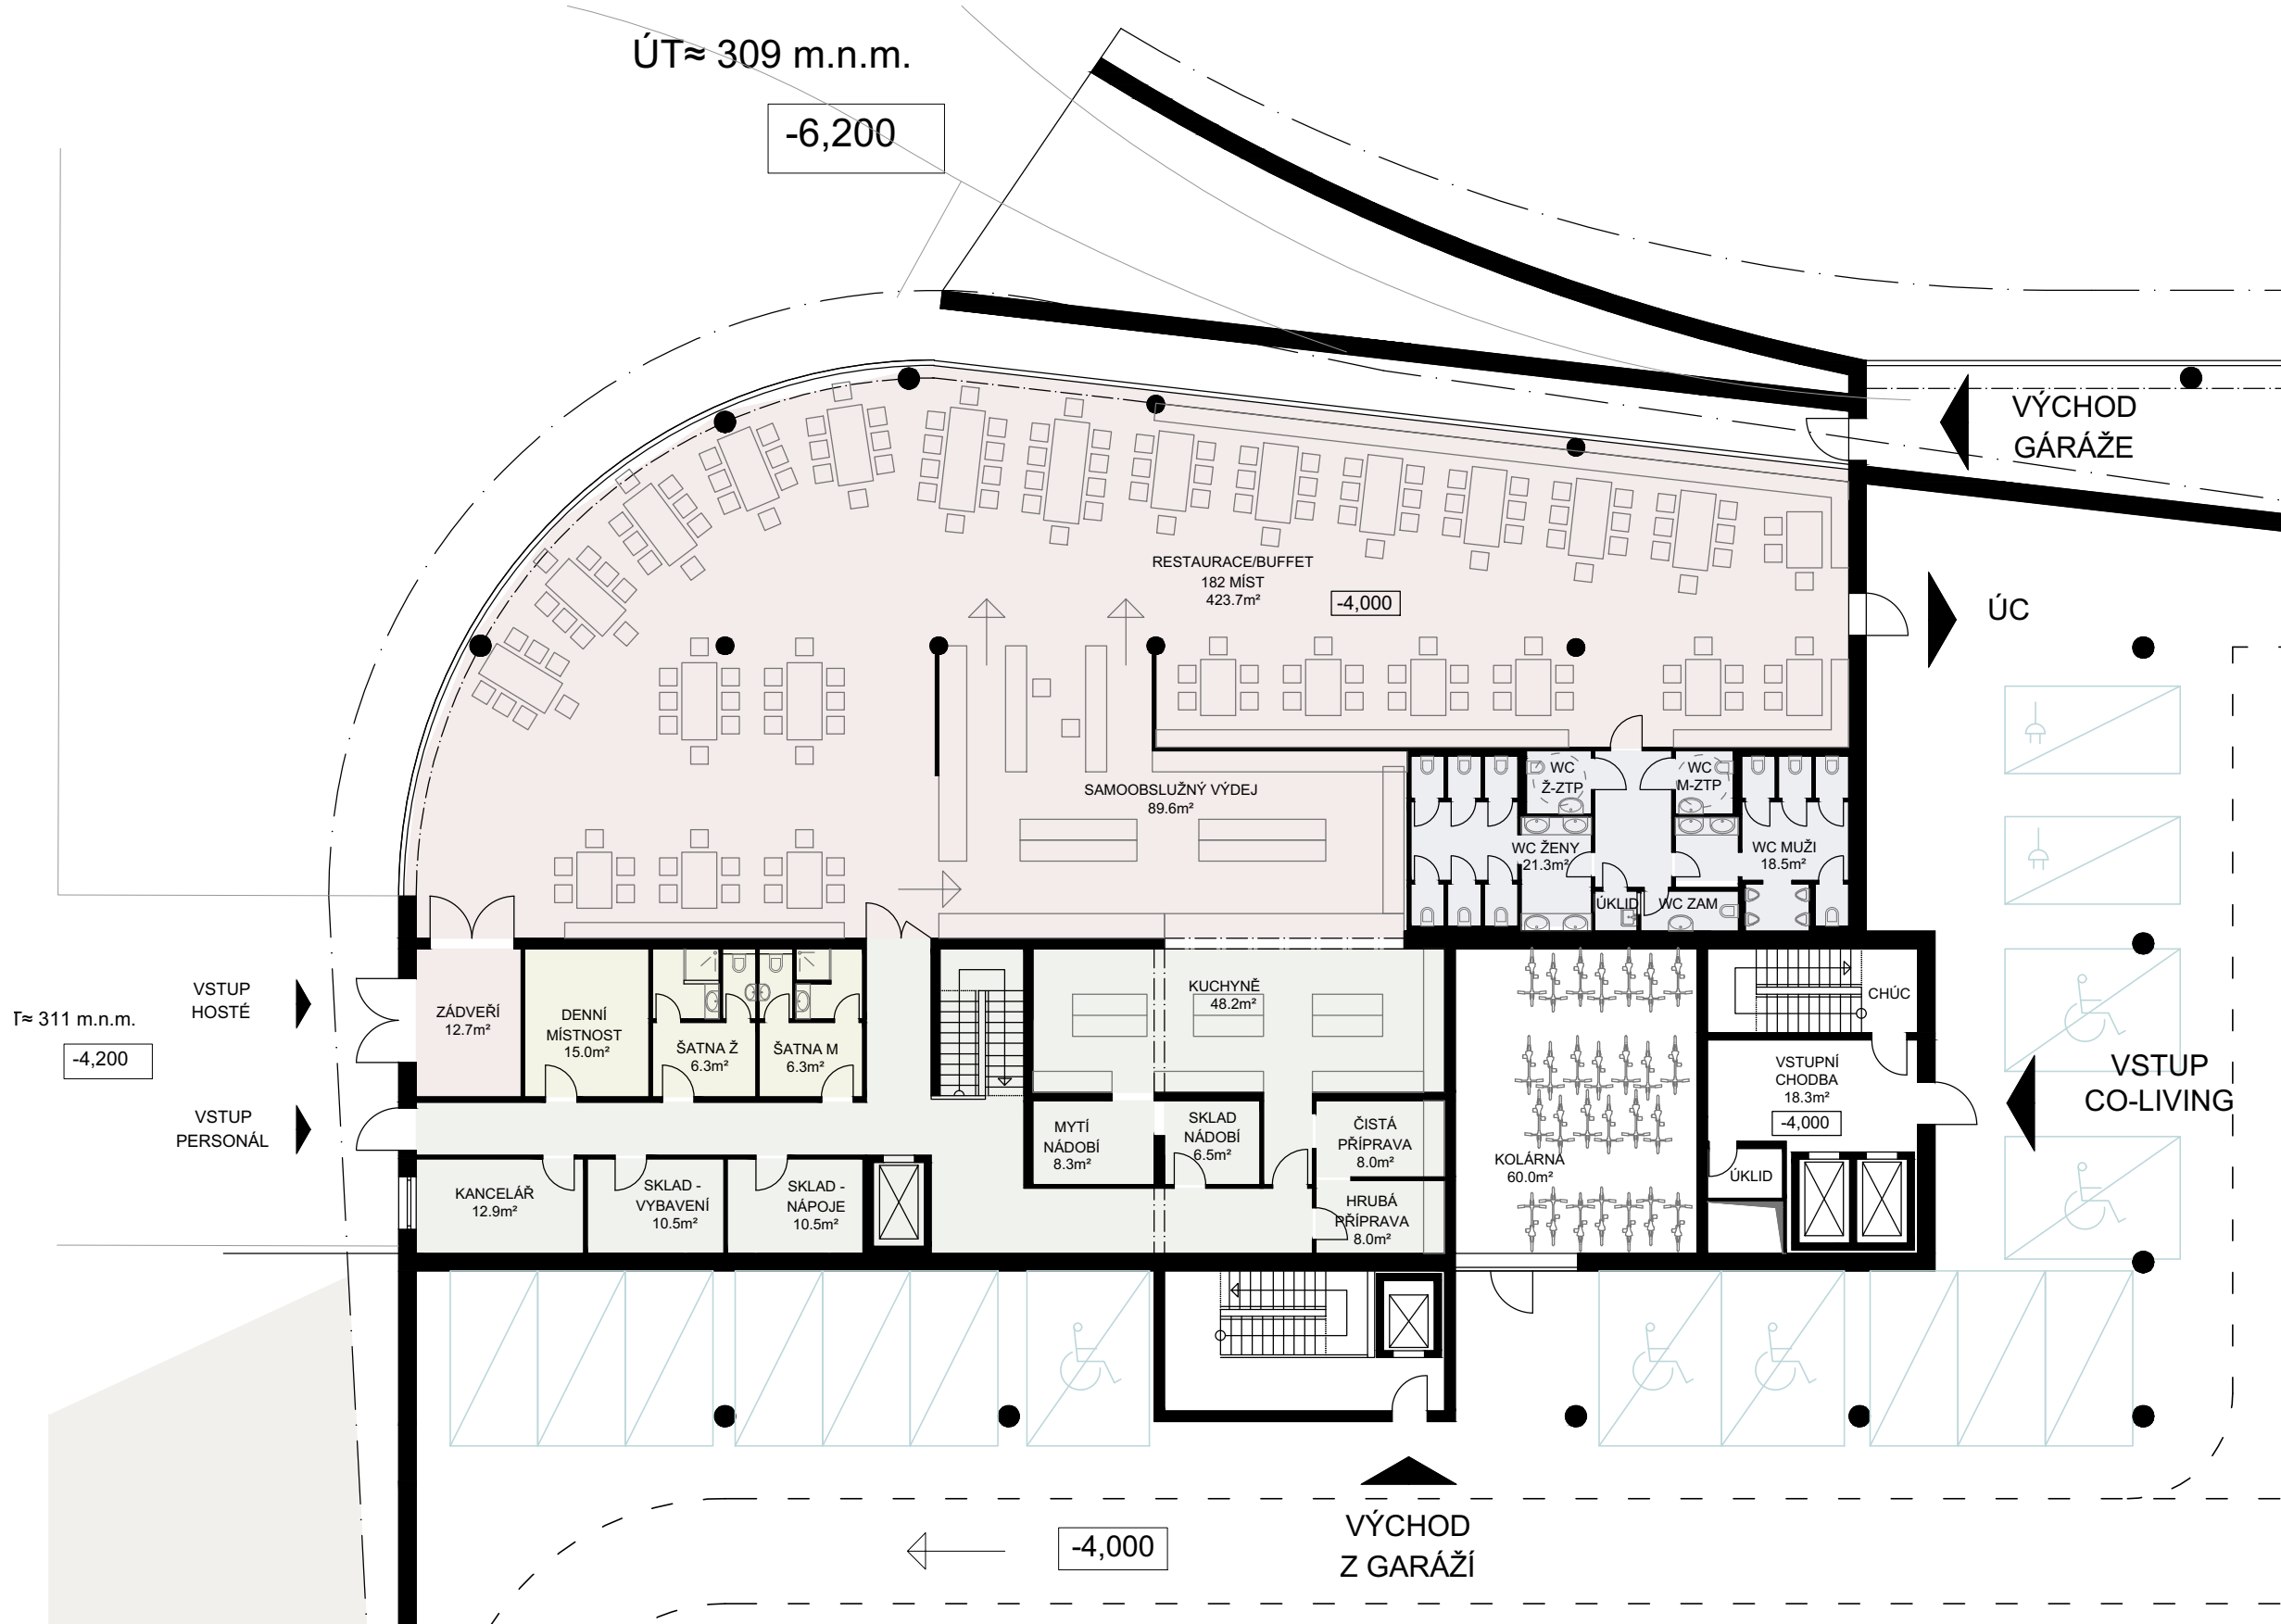 ÚT≈ 309 m.n.m.
-6,200
VÝCHOD
GÁRÁŽE
RESTAURACE/BUFFET
182 MÍST
423.7m²
-4,000
ÚC
SAMOOBSLUŽNÝ VÝDEJ
89.6m²
WC
Ž-ZTP
WC
M-ZTP
WC ŽENY
21.3m²
WC MUŽI
18.5m²
ÚKLID
WC ZAM
VSTUP
HOSTÉ
T≈ 311 m.n.m.
-4,200
VSTUP
PERSONÁL
ZÁDVEŘÍ
12.7m²
DENNÍ
MÍSTNOST
15.0m²
ŠATNA Ž
6.3m²
ŠATNA M
6.3m²
KUCHYNĚ
48.2m²
CHÚC
VSTUPNÍ
CHODBA
18.3m²
-4,000
VSTUP
CO-LIVING
MYTÍ
NÁDOBÍ
8.3m²
SKLAD
NÁDOBÍ
6.5m²
ČISTÁ
PŘÍPRAVA
8.0m²
KOLÁRNA
60.0m²
ÚKLID
KANCELÁŘ
12.9m²
SKLAD -
VYBAVENÍ
10.5m²
SKLAD -
NÁPOJE
10.5m²
HRUBÁ
PŘÍPRAVA
8.0m²
-4,000
VÝCHOD
Z GARÁŽÍ